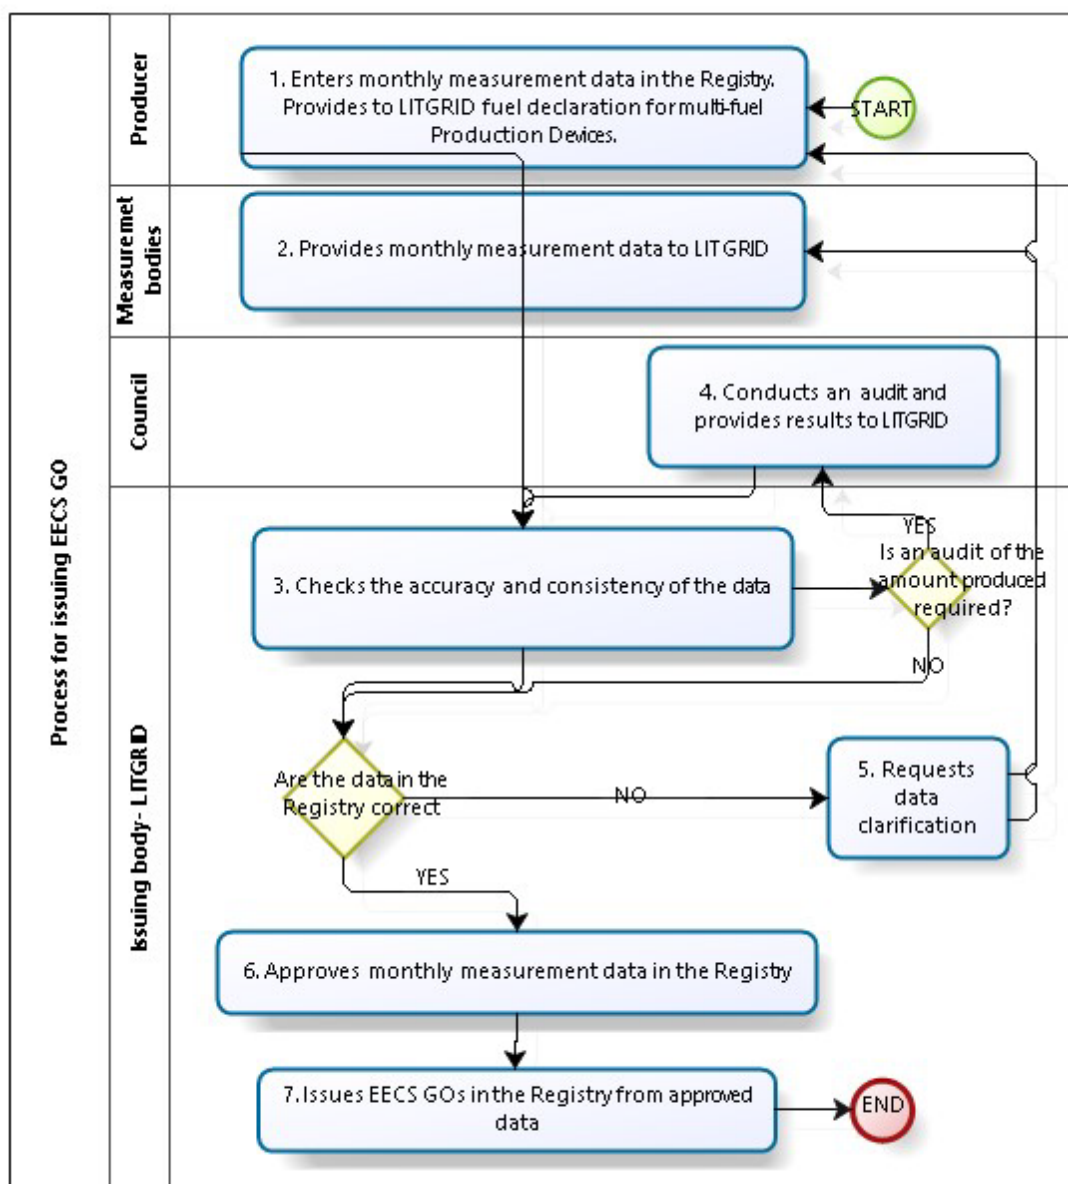 Process for issuing EECS GO
Producer
1. Enters monthly measurement data in the Registry.
Provides to LITGRID fuel declaration for multi-fuel
Production Devices.
START
Measuremet
bodies
2. Provides monthly measurement data to LITGRID
Council
4. Conducts an audit and
provides results to LITGRID
Issuing body- LITGRID
YES
3. Checks the accuracy and consistency of the data
Is an audit of the
amount produced
required?
NO
Are the data in the
Registry correct
NO
5. Requests
data
clarification
YES
6. Approves monthly measurement data in the Registry
7. Issues EECS GOs in the Registry from approved
data
END